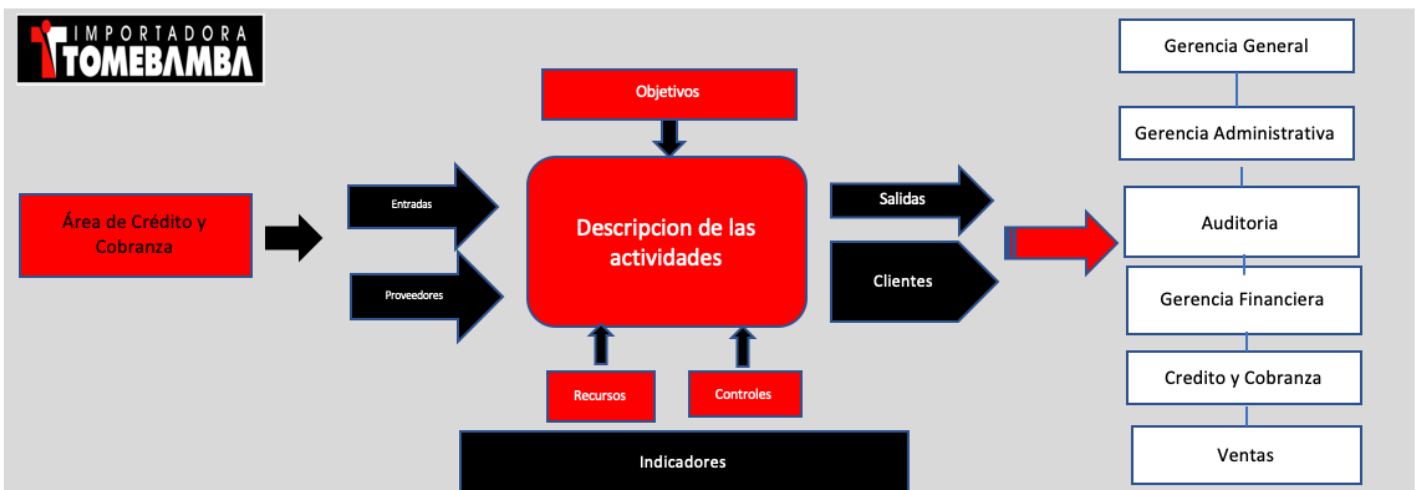 IMPORTADORA
TOMEBAMBA
Gerencia General
Objetivos
Gerencia Administrativa
Área de Crédito y
Cobranza
Entradas
Proveedores
Descripcion de las
actividades
Salidas
Clientes
Auditoria
Gerencia Financiera
Recursos
Controles
Credito y Cobranza
Indicadores
Ventas